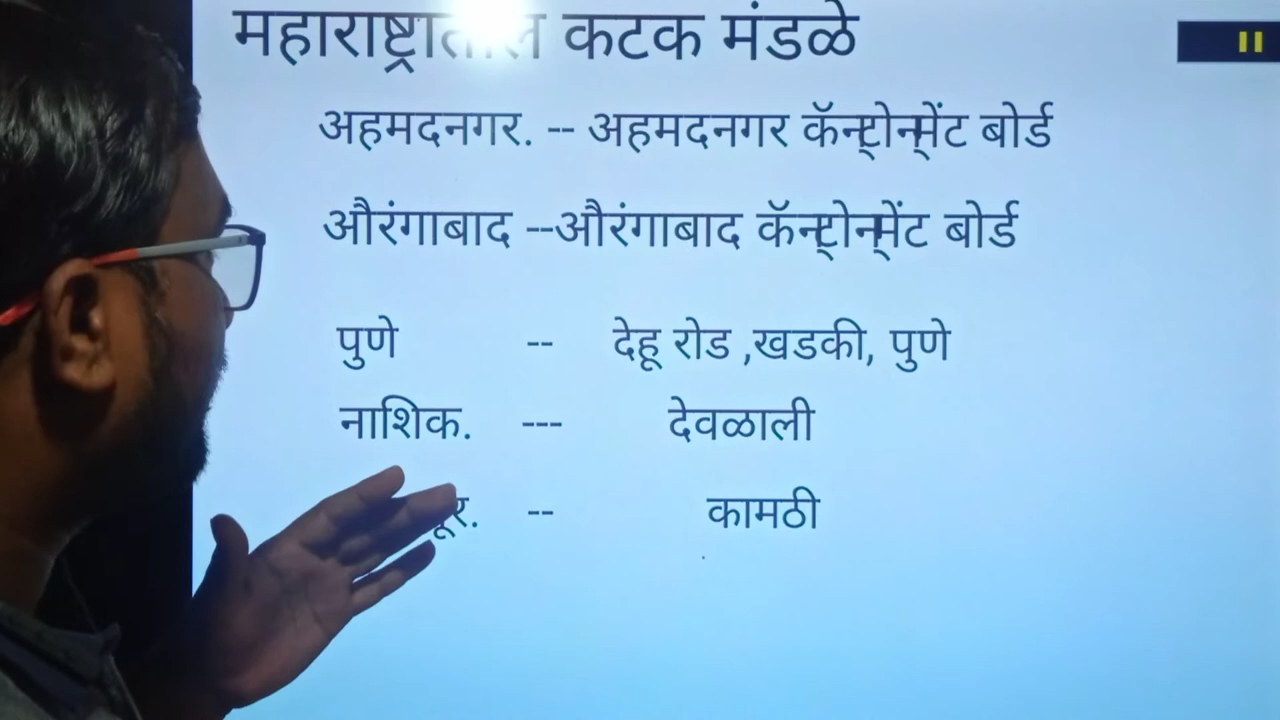 महाराष्ट्रातील कटक मंडळे
अहमदनगर. -- अहमदनगर कॅन्टोन्मेंट बोर्ड
औरंगाबाद --औरंगाबाद कॅन्टोन्मेंट बोर्ड
पुणे -- देहू रोड ,खडकी, पुणे
नाशिक. --- देवळाली
-- कामठी